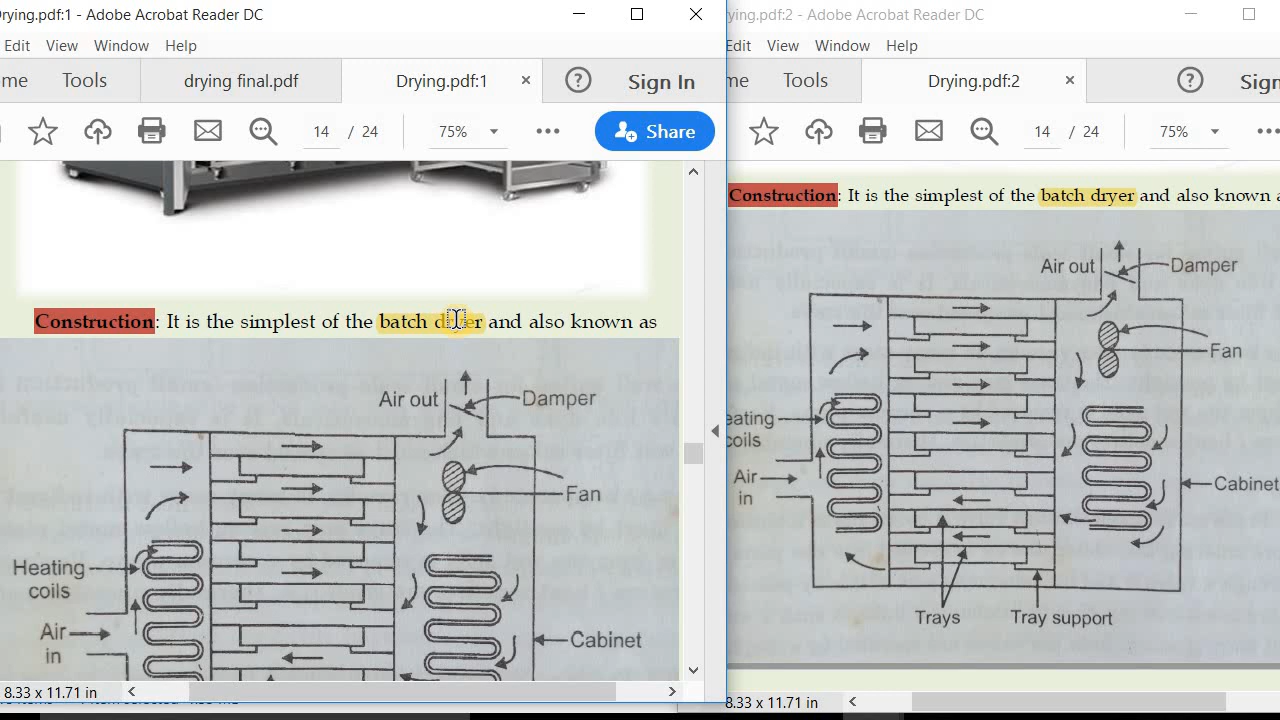 Drying.pdf:1 - Adobe Acrobat Reader DC
Edit View Window Help
Tools drying final.pdf Drying.pdf:1 × ? Sign In
14 / 24 75% Share
Construction: It is the simplest of the batch dryer and also known as
Air out
Damper
Fan
Heating
coils
Air
in
Cabinet
8.33 x 11.71 in
ying.pdf:2 - Adobe Acrobat Reader DC
Edit View Window Help
me Tools Drying.pdf:2 × ? Sig
14 / 24 75%
Construction: It is the simplest of the batch dryer and also known a
Air out
Damper
Fan
eating
coils
Air
in
Cabinet
Trays
Tray support
8.33 x 11.71 in